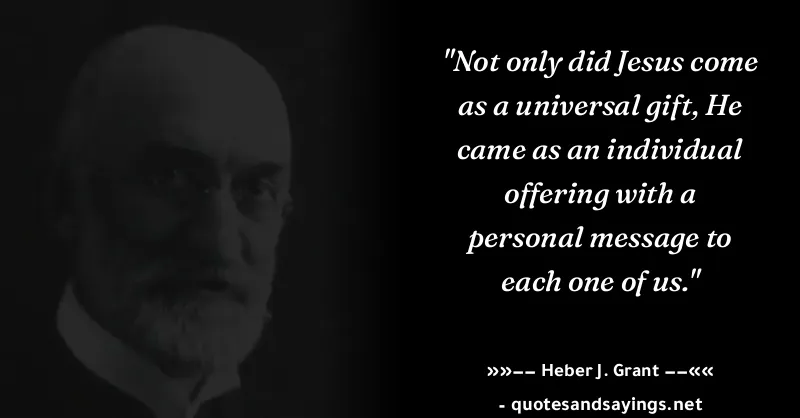 "Not only did Jesus come
as a universal gift, He
came as an individual
offering with a
personal message to
each one of us."
»»–– Heber J. Grant ––««
- quotesandsayings.net